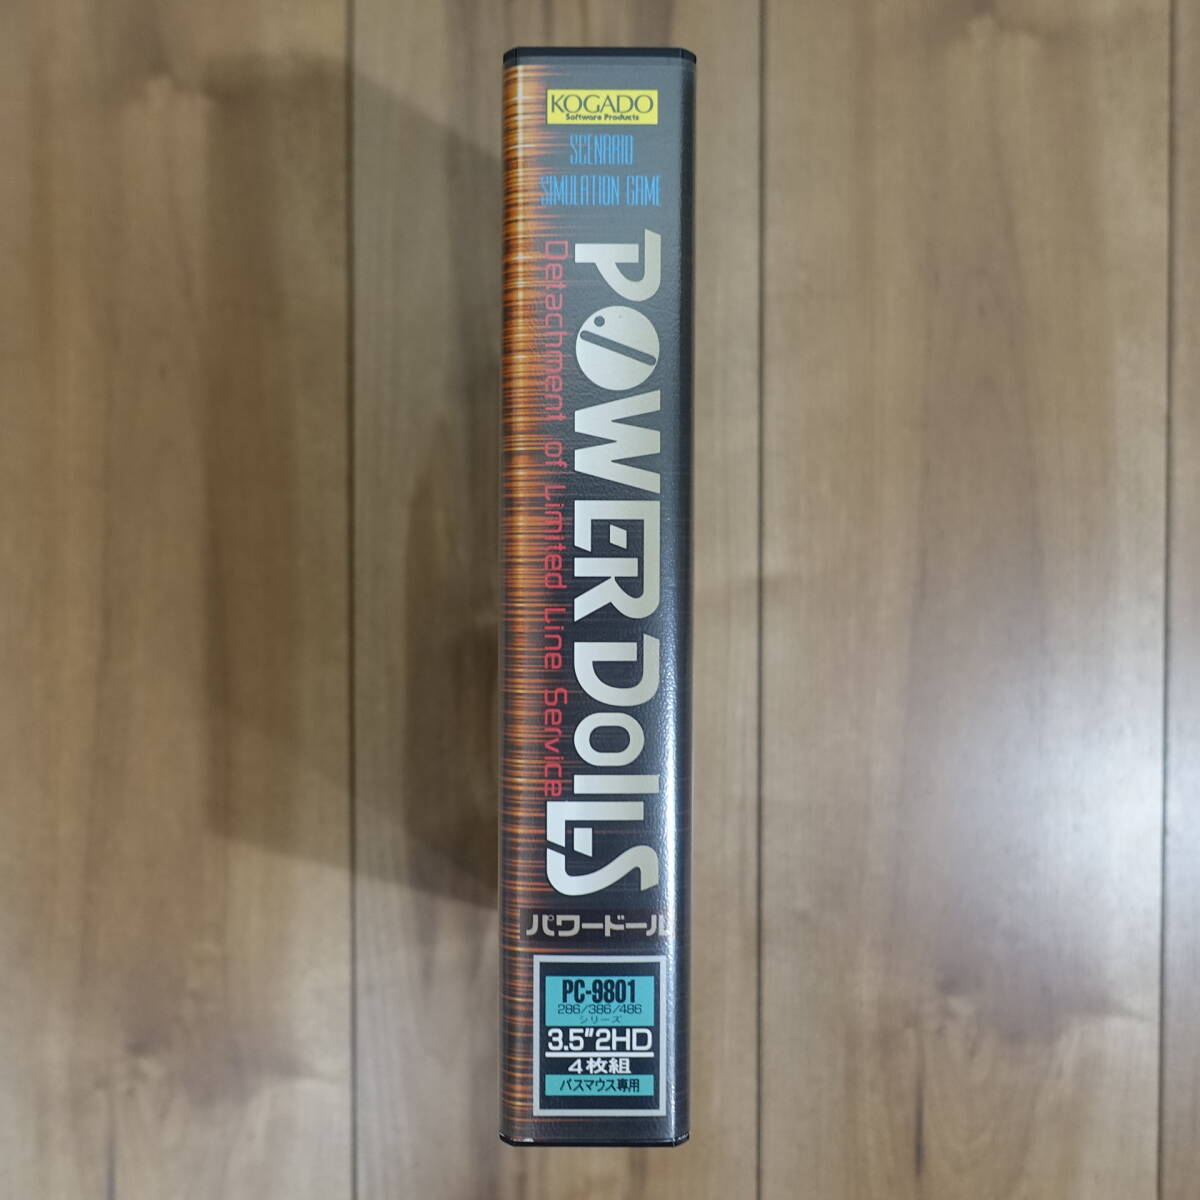 KOGADO
Software Products
SCENARIO
SIMULATION GAME
POWER DOLLS
Detachment of Limited Line Service
パワードール
PC-9801
286/386/486
シリーズ
3.5"2HD
4枚組
バスマウス専用